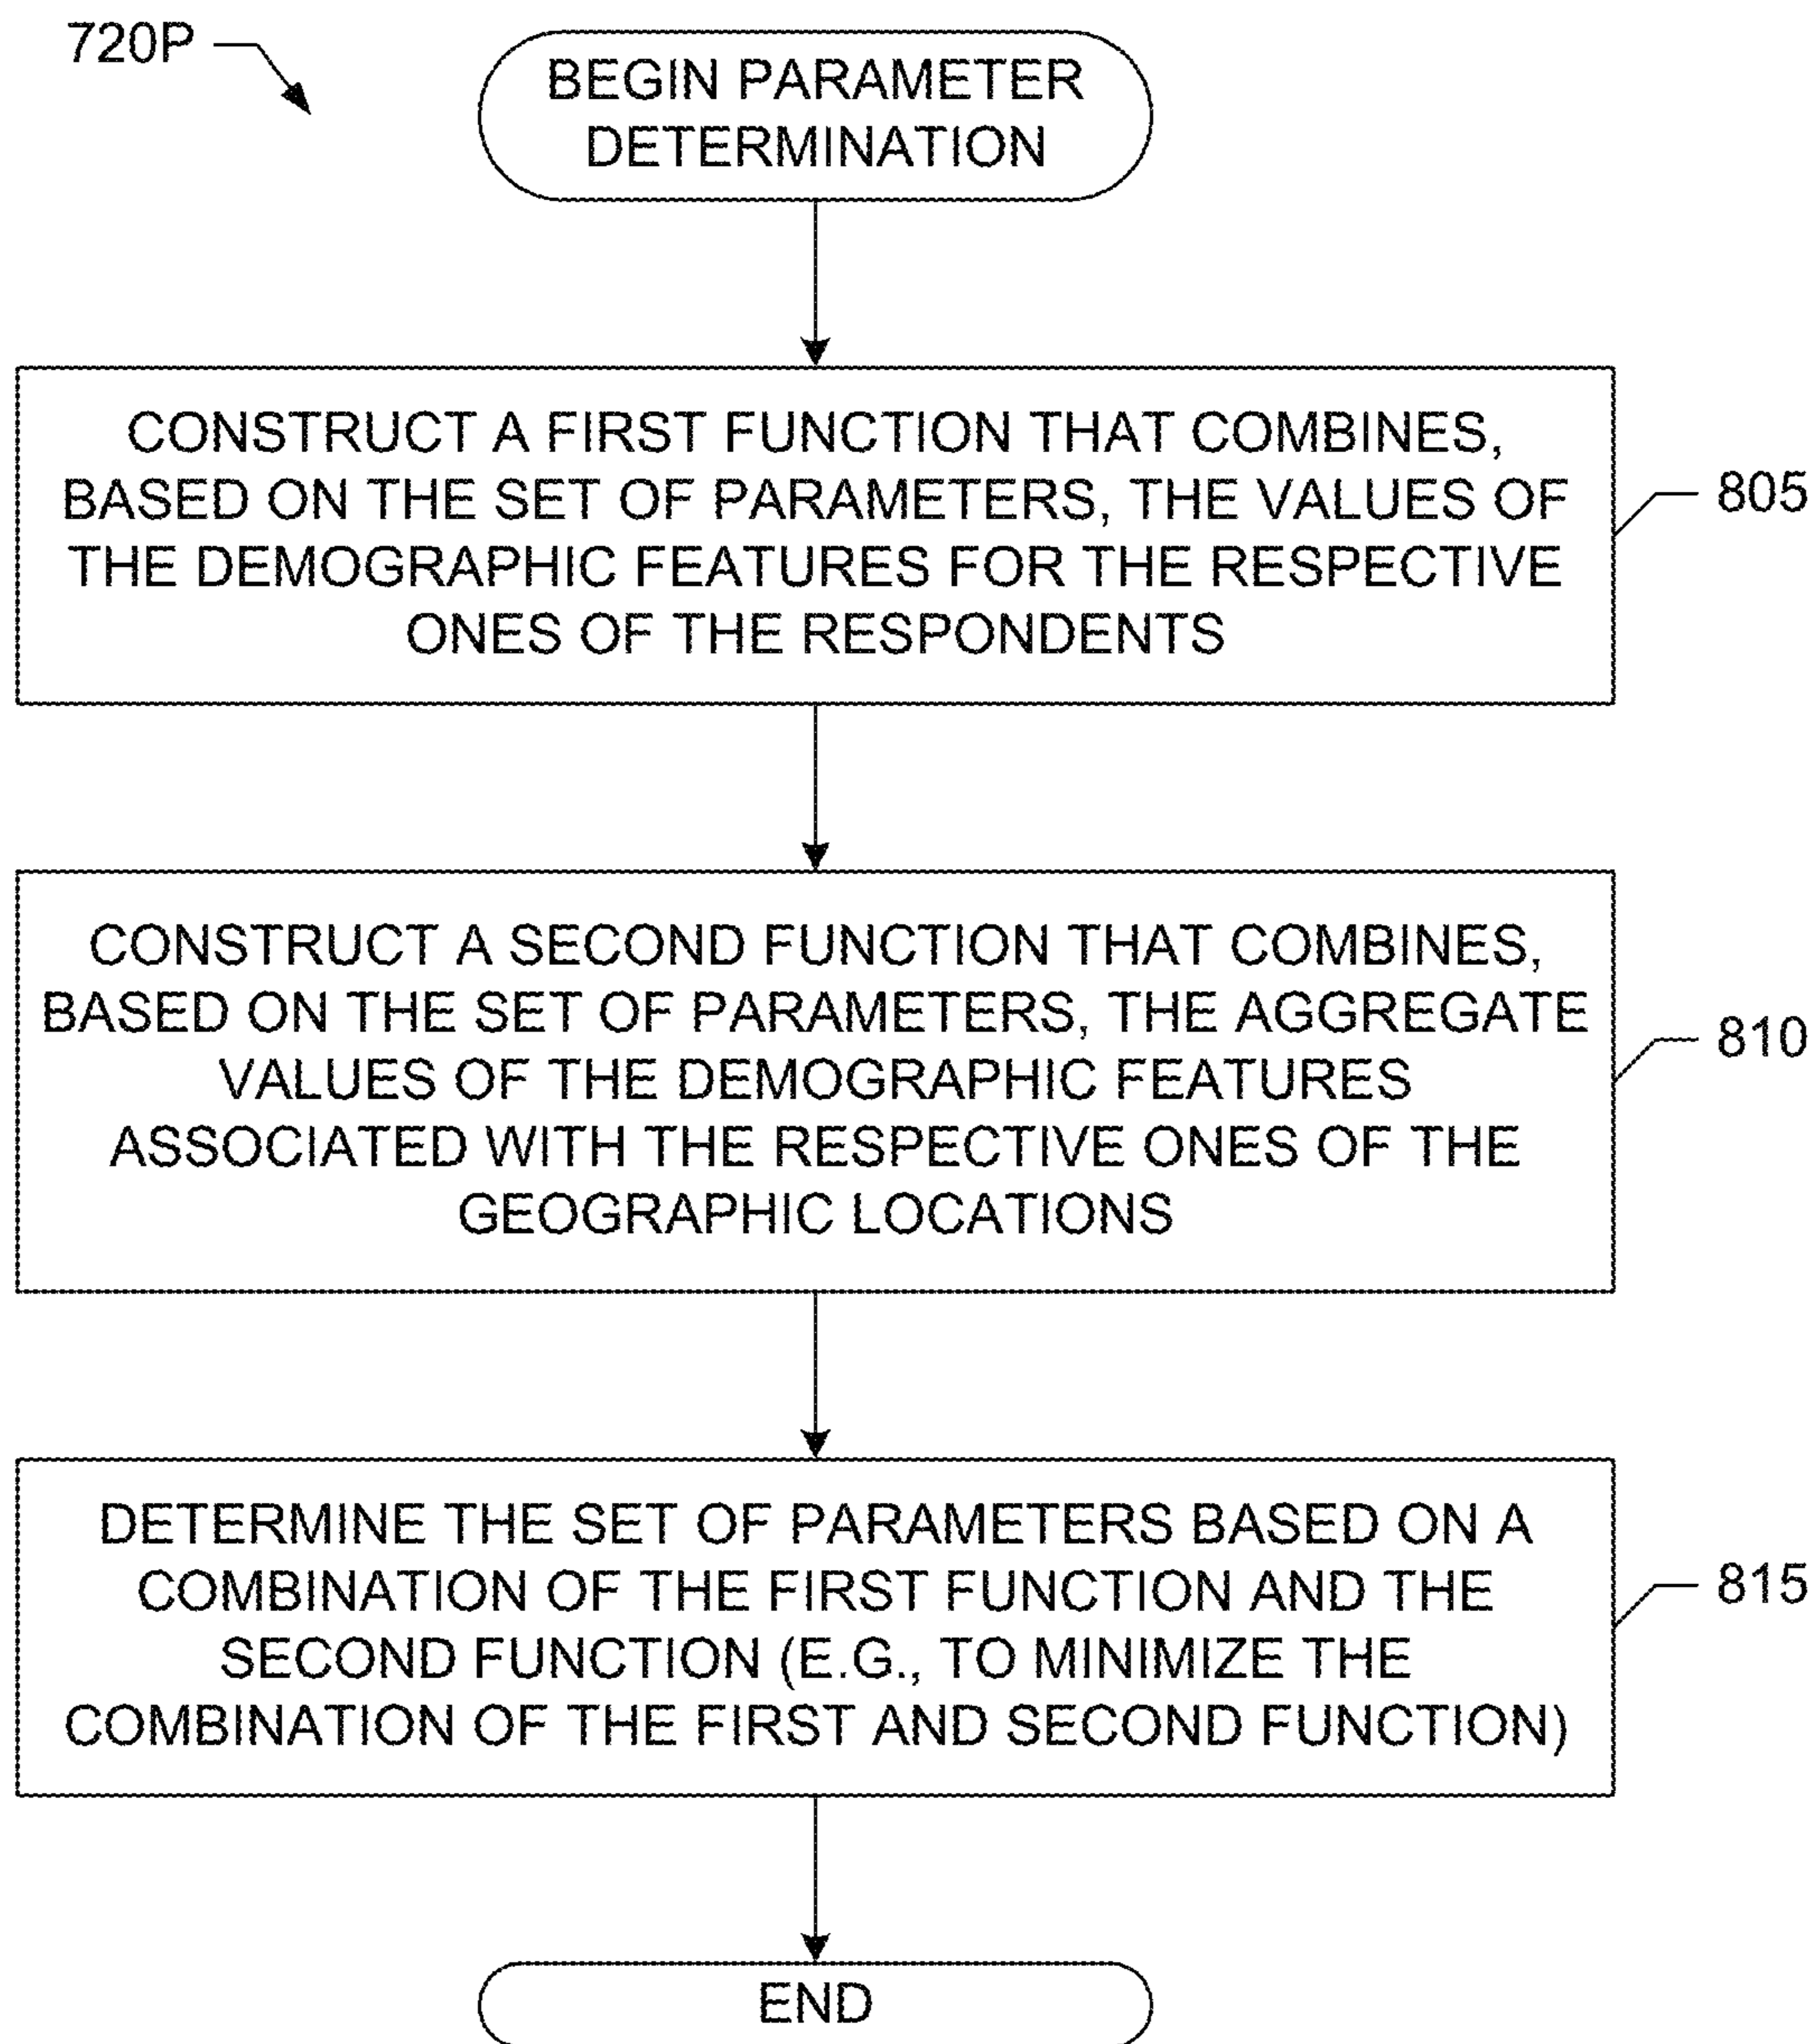 720P
BEGIN PARAMETER
DETERMINATION
CONSTRUCT A FIRST FUNCTION THAT COMBINES,
BASED ON THE SET OF PARAMETERS, THE VALUES OF
THE DEMOGRAPHIC FEATURES FOR THE RESPECTIVE
ONES OF THE RESPONDENTS
805
CONSTRUCT A SECOND FUNCTION THAT COMBINES,
BASED ON THE SET OF PARAMETERS, THE AGGREGATE
VALUES OF THE DEMOGRAPHIC FEATURES
ASSOCIATED WITH THE RESPECTIVE ONES OF THE
GEOGRAPHIC LOCATIONS
810
DETERMINE THE SET OF PARAMETERS BASED ON A
COMBINATION OF THE FIRST FUNCTION AND THE
SECOND FUNCTION (E.G., TO MINIMIZE THE
COMBINATION OF THE FIRST AND SECOND FUNCTION)
815
END